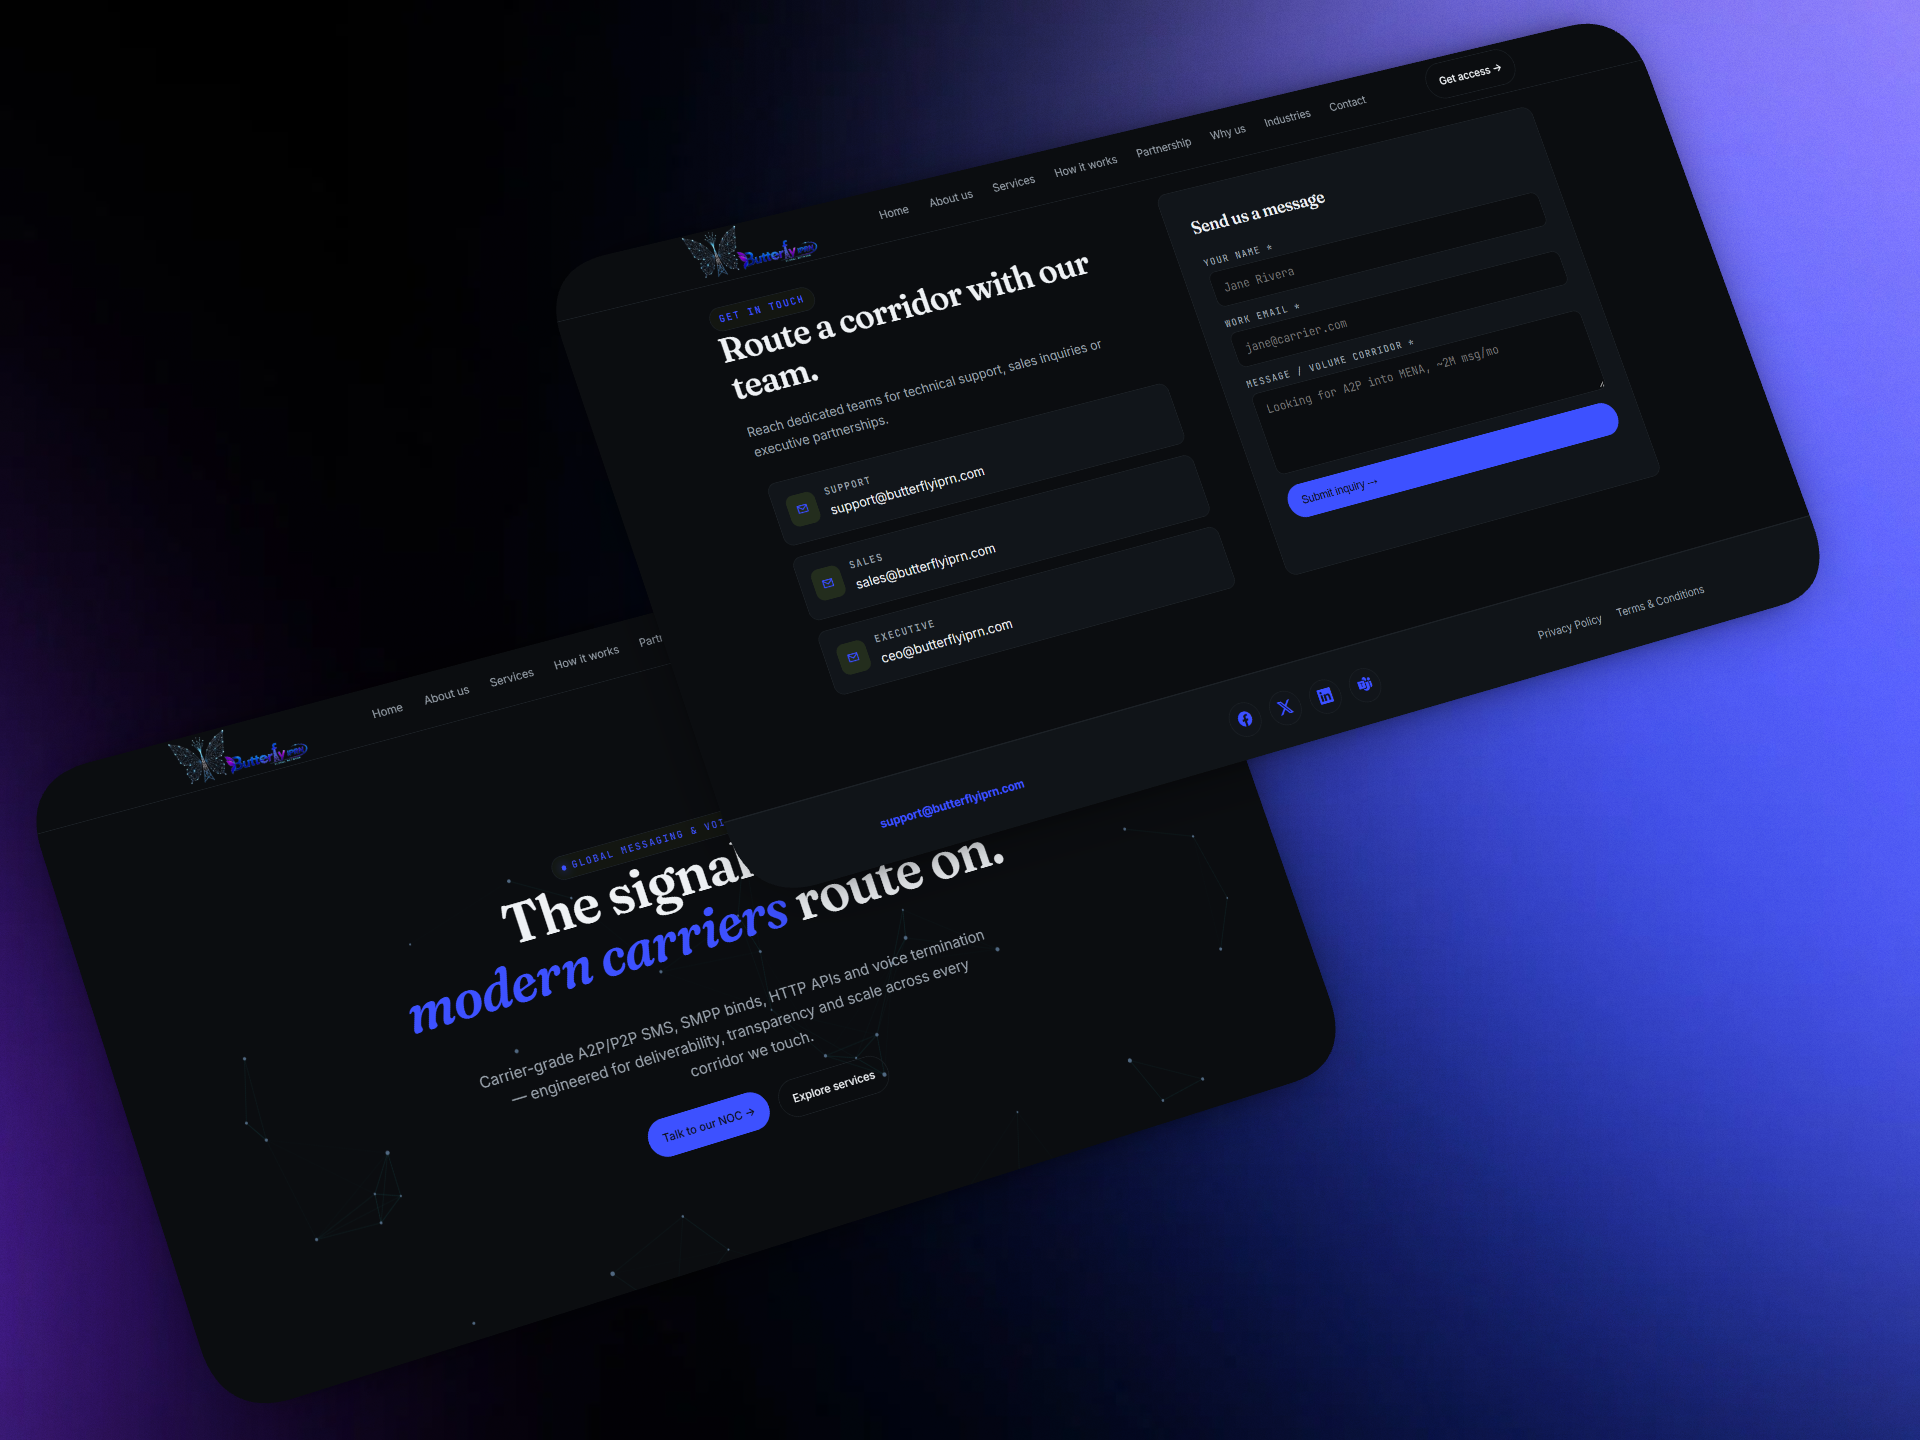 Get access →
Home About us Services How it works Partnership Why us Industries Contact
Butterfly
GET IN TOUCH
Route a corridor with our
team.
Reach dedicated teams for technical support, sales inquiries or
executive partnerships.
SUPPORT
support@butterflyiprn.com
SALES
sales@butterflyiprn.com
EXECUTIVE
ceo@butterflyiprn.com
Send us a message
YOUR NAME *
Jane Rivera
WORK EMAIL *
jane@carrier.com
MESSAGE / VOLUME CORRIDOR *
Looking for A2P into MENA, ~2M msg/mo
Submit inquiry →
support@butterflyiprn.com
Privacy Policy Terms & Conditions
Home About us Services How it works
Butterfly
GLOBAL MESSAGING &
The signal
modern carriers route on.
Carrier-grade A2P/P2P SMS, SMPP binds, HTTP APIs and voice termination
— engineered for deliverability, transparency and scale across every
corridor we touch.
Talk to our NOC →
Explore services